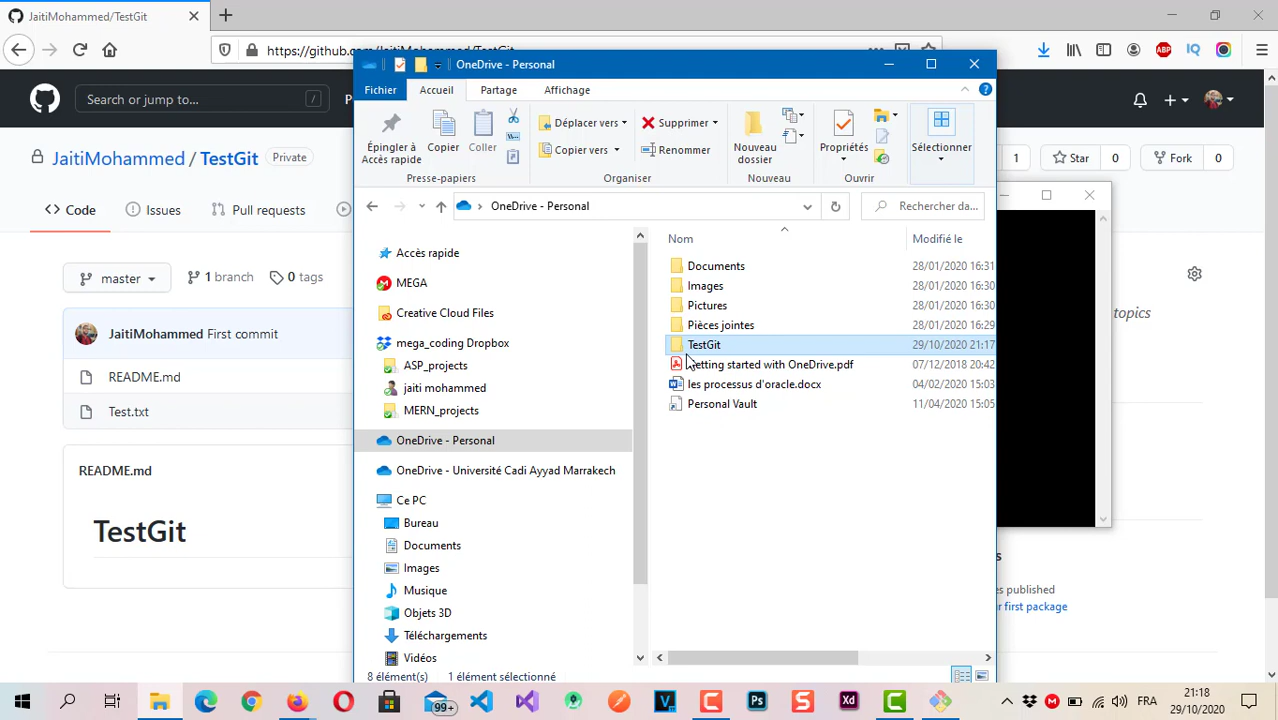 JaitiMohammed/TestGit
https://github.com/JaitiMohammed/TestGit
Search or jump to...
/
P
JaitiMohammed / TestGit
Private
1
Star
0
Fork
0
Code
Issues
Pull requests
master
1 branch
0 tags
JaitiMohammed First commit
README.md
Test.txt
README.md
TestGit
topics
es published
r first package
OneDrive - Personal
Fichier
Accueil
Partage
Affichage
Épingler à
Accès rapide
Copier
Coller
Presse-papiers
Déplacer vers
Copier vers
Supprimer
Renommer
Organiser
Nouveau
dossier
Nouveau
Propriétés
Ouvrir
Sélectionner
OneDrive - Personal
Rechercher da...
Accès rapide
MEGA
Creative Cloud Files
mega_coding Dropbox
ASP_projects
jaiti mohammed
MERN_projects
OneDrive - Personal
OneDrive - Université Cadi Ayyad Marrakech
Ce PC
Bureau
Documents
Images
Musique
Objets 3D
Téléchargements
Vidéos
Nom
Modifié le
Documents 28/01/2020 16:31
Images 28/01/2020 16:30
Pictures 28/01/2020 16:30
Pièces jointes 28/01/2020 16:29
TestGit 29/10/2020 21:17
Getting started with OneDrive.pdf 07/12/2018 20:42
les processus d'oracle.docx 04/02/2020 15:03
Personal Vault 11/04/2020 15:05
8 élément(s)
1 élément sélectionné
99+
FRA
21:18
29/10/2020